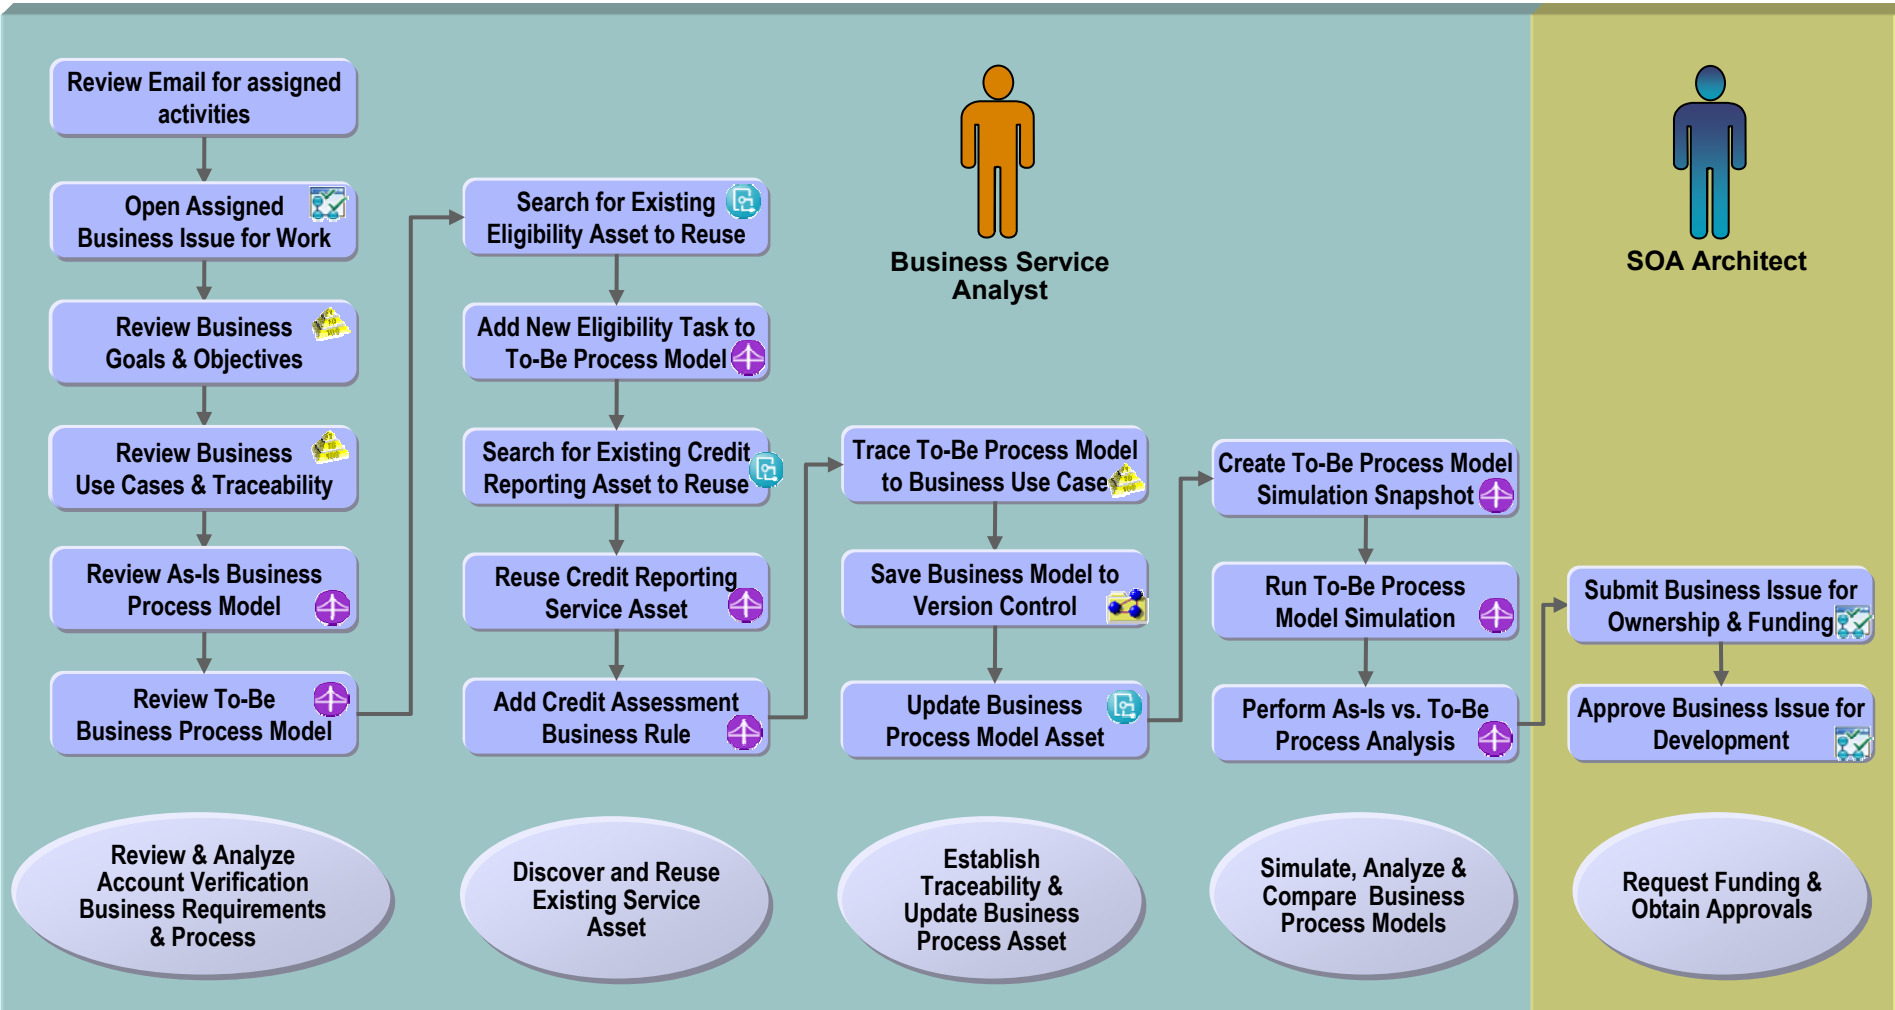 Review Email for assigned
activities
Open Assigned
Business Issue for Work
Review Business
Goals & Objectives
Review Business
Use Cases & Traceability
Review As-Is Business
Process Model
Review To-Be
Business Process Model
Search for Existing
Eligibility Asset to Reuse
Add New Eligibility Task to
To-Be Process Model
Search for Existing Credit
Reporting Asset to Reuse
Reuse Credit Reporting
Service Asset
Add Credit Assessment
Business Rule
Business Service
Analyst
Trace To-Be Process Model
to Business Use Case
Save Business Model to
Version Control
Update Business
Process Model Asset
Create To-Be Process Model
Simulation Snapshot
Run To-Be Process
Model Simulation
Perform As-Is vs. To-Be
Process Analysis
SOA Architect
Submit Business Issue for
Ownership & Funding
Approve Business Issue for
Development
Review & Analyze
Account Verification
Business Requirements
& Process
Discover and Reuse
Existing Service
Asset
Establish
Traceability &
Update Business
Process Asset
Simulate, Analyze &
Compare Business
Process Models
Request Funding &
Obtain Approvals